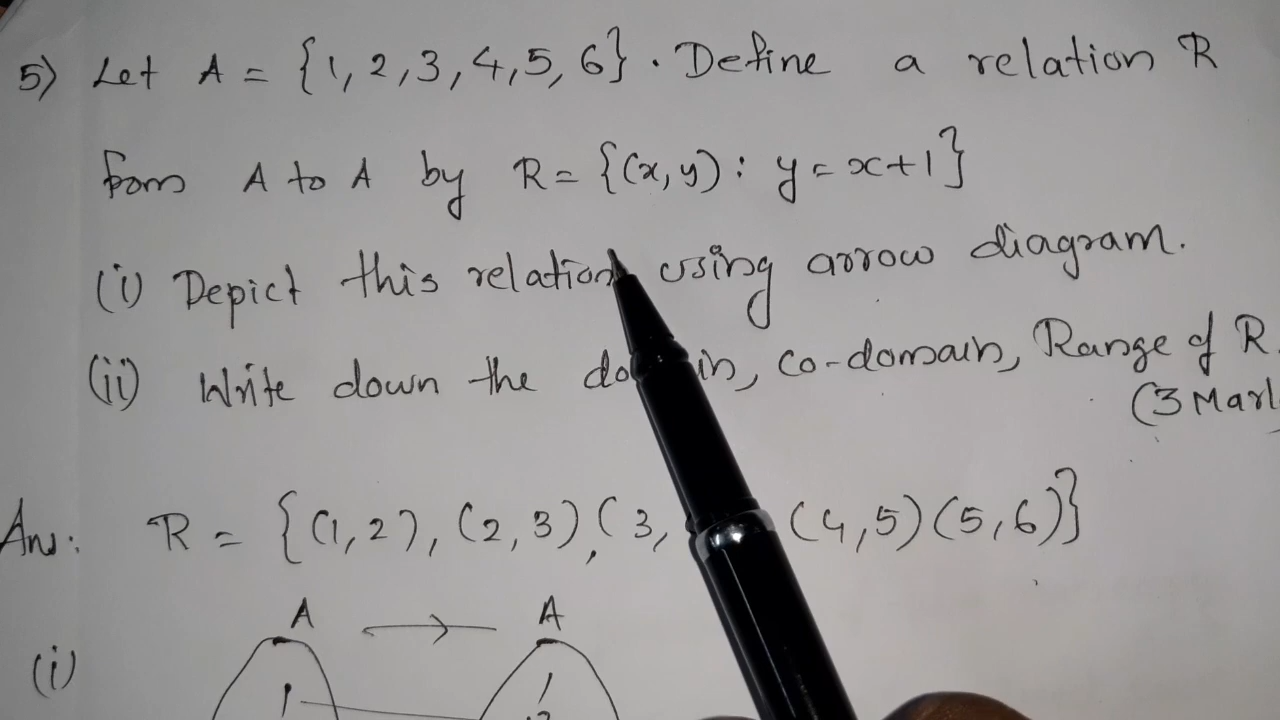 5) Let A = {1, 2, 3, 4, 5, 6}. Define a relation R
from A to A by R = {(x, y) : y = x+1}
(i) Depict this relation using arrow diagram.
(ii) Write down the co-domain, Range of R.
(3
Ans: R = {(1,2), (2,3), (3, (4,5) (5,6)}
A → A
(i)
1 1